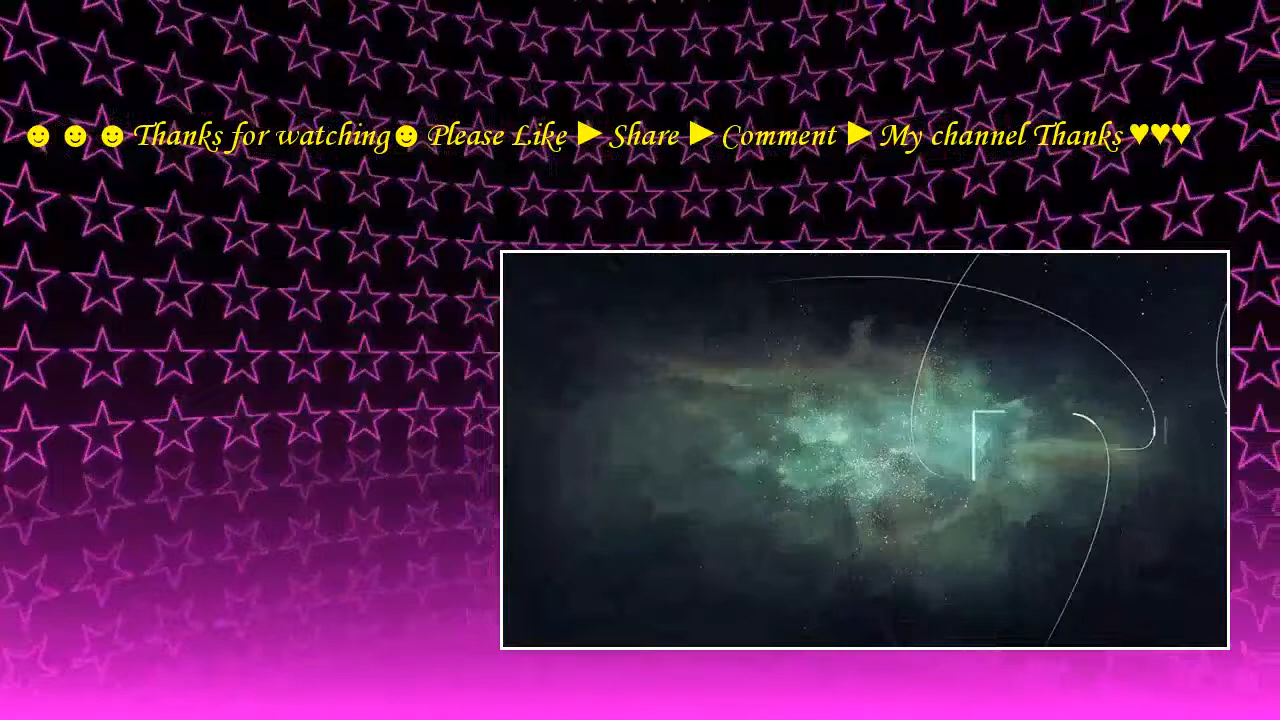 ☻ ☻ ☻ Thanks for watching☻ Please Like ► Share ► Comment ► My channel Thanks ♥♥♥